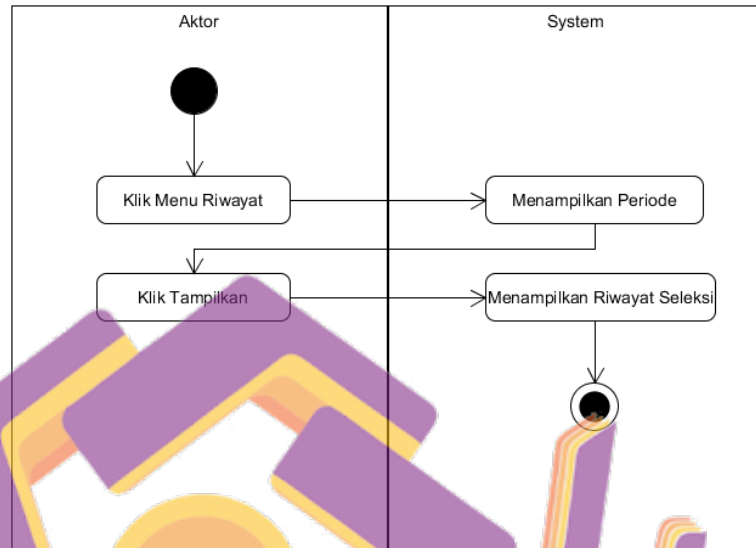 Aktor
System
Klik Menu Riwayat
Menampilkan Periode
Klik Tampilkan
Menampilkan Riwayat Seleksi